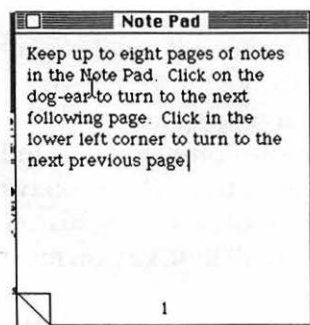 Note Pad
Keep up to eight pages of notes
in the Note Pad. Click on the
dog-ear to turn to the next
following page. Click in the
lower left corner to turn to the
next previous page
1